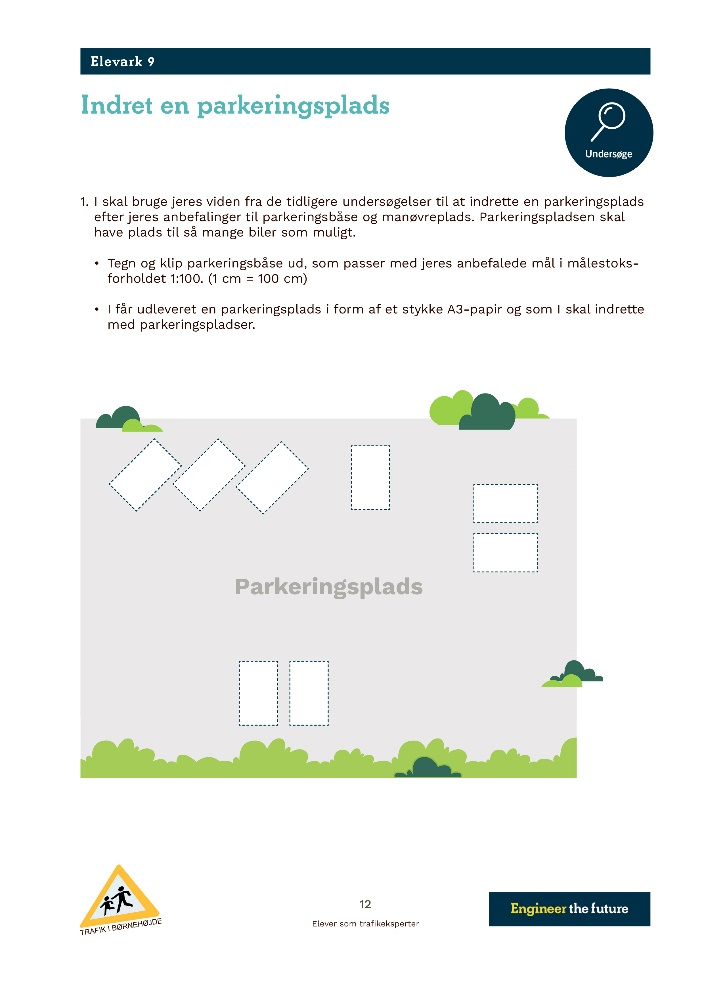 Elevark 9
Indret en parkeringsplads
Undersøge
1. I skal bruge jeres viden fra de tidligere undersøgelser til at indrette en parkeringsplads
efter jeres anbefalinger til parkeringsbåse og manøvreplads. Parkeringspladsen skal
have plads til så mange biler som muligt.
• Tegn og klip parkeringsbåse ud, som passer med jeres anbefalede mål i målestoks-
forholdet 1:100. (1 cm = 100 cm)
• I får udleveret en parkeringsplads i form af et stykke A3-papir og som I skal indrette
med parkeringspladser.
Parkeringsplads
TRAFIK I BØRNEHØJDE
12
Elever som trafikeksperter
Engineer the future